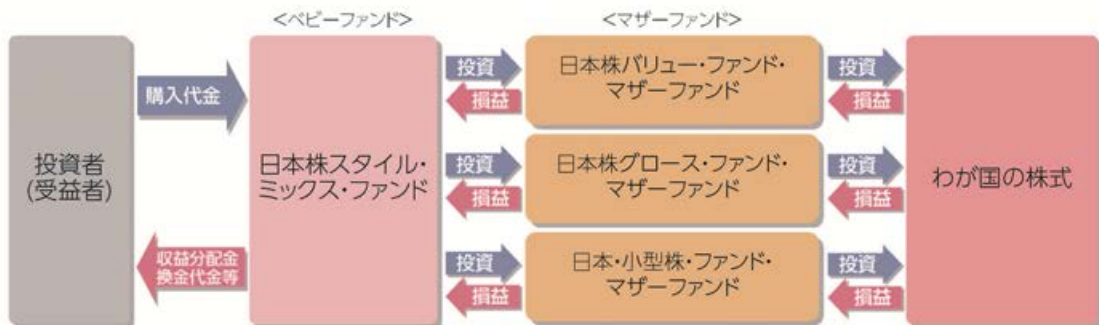 <ベビーファンド>
<マザーファンド>
投資者
(受益者)
購入代金
収益分配金
換金代金等
日本株スタイル・
ミックス・ファンド
投資
損益
日本株バリュー・ファンド・
マザーファンド
投資
損益
投資
損益
日本株グロース・ファンド・
マザーファンド
投資
損益
投資
損益
日本・小型株・ファンド・
マザーファンド
投資
損益
わが国の株式